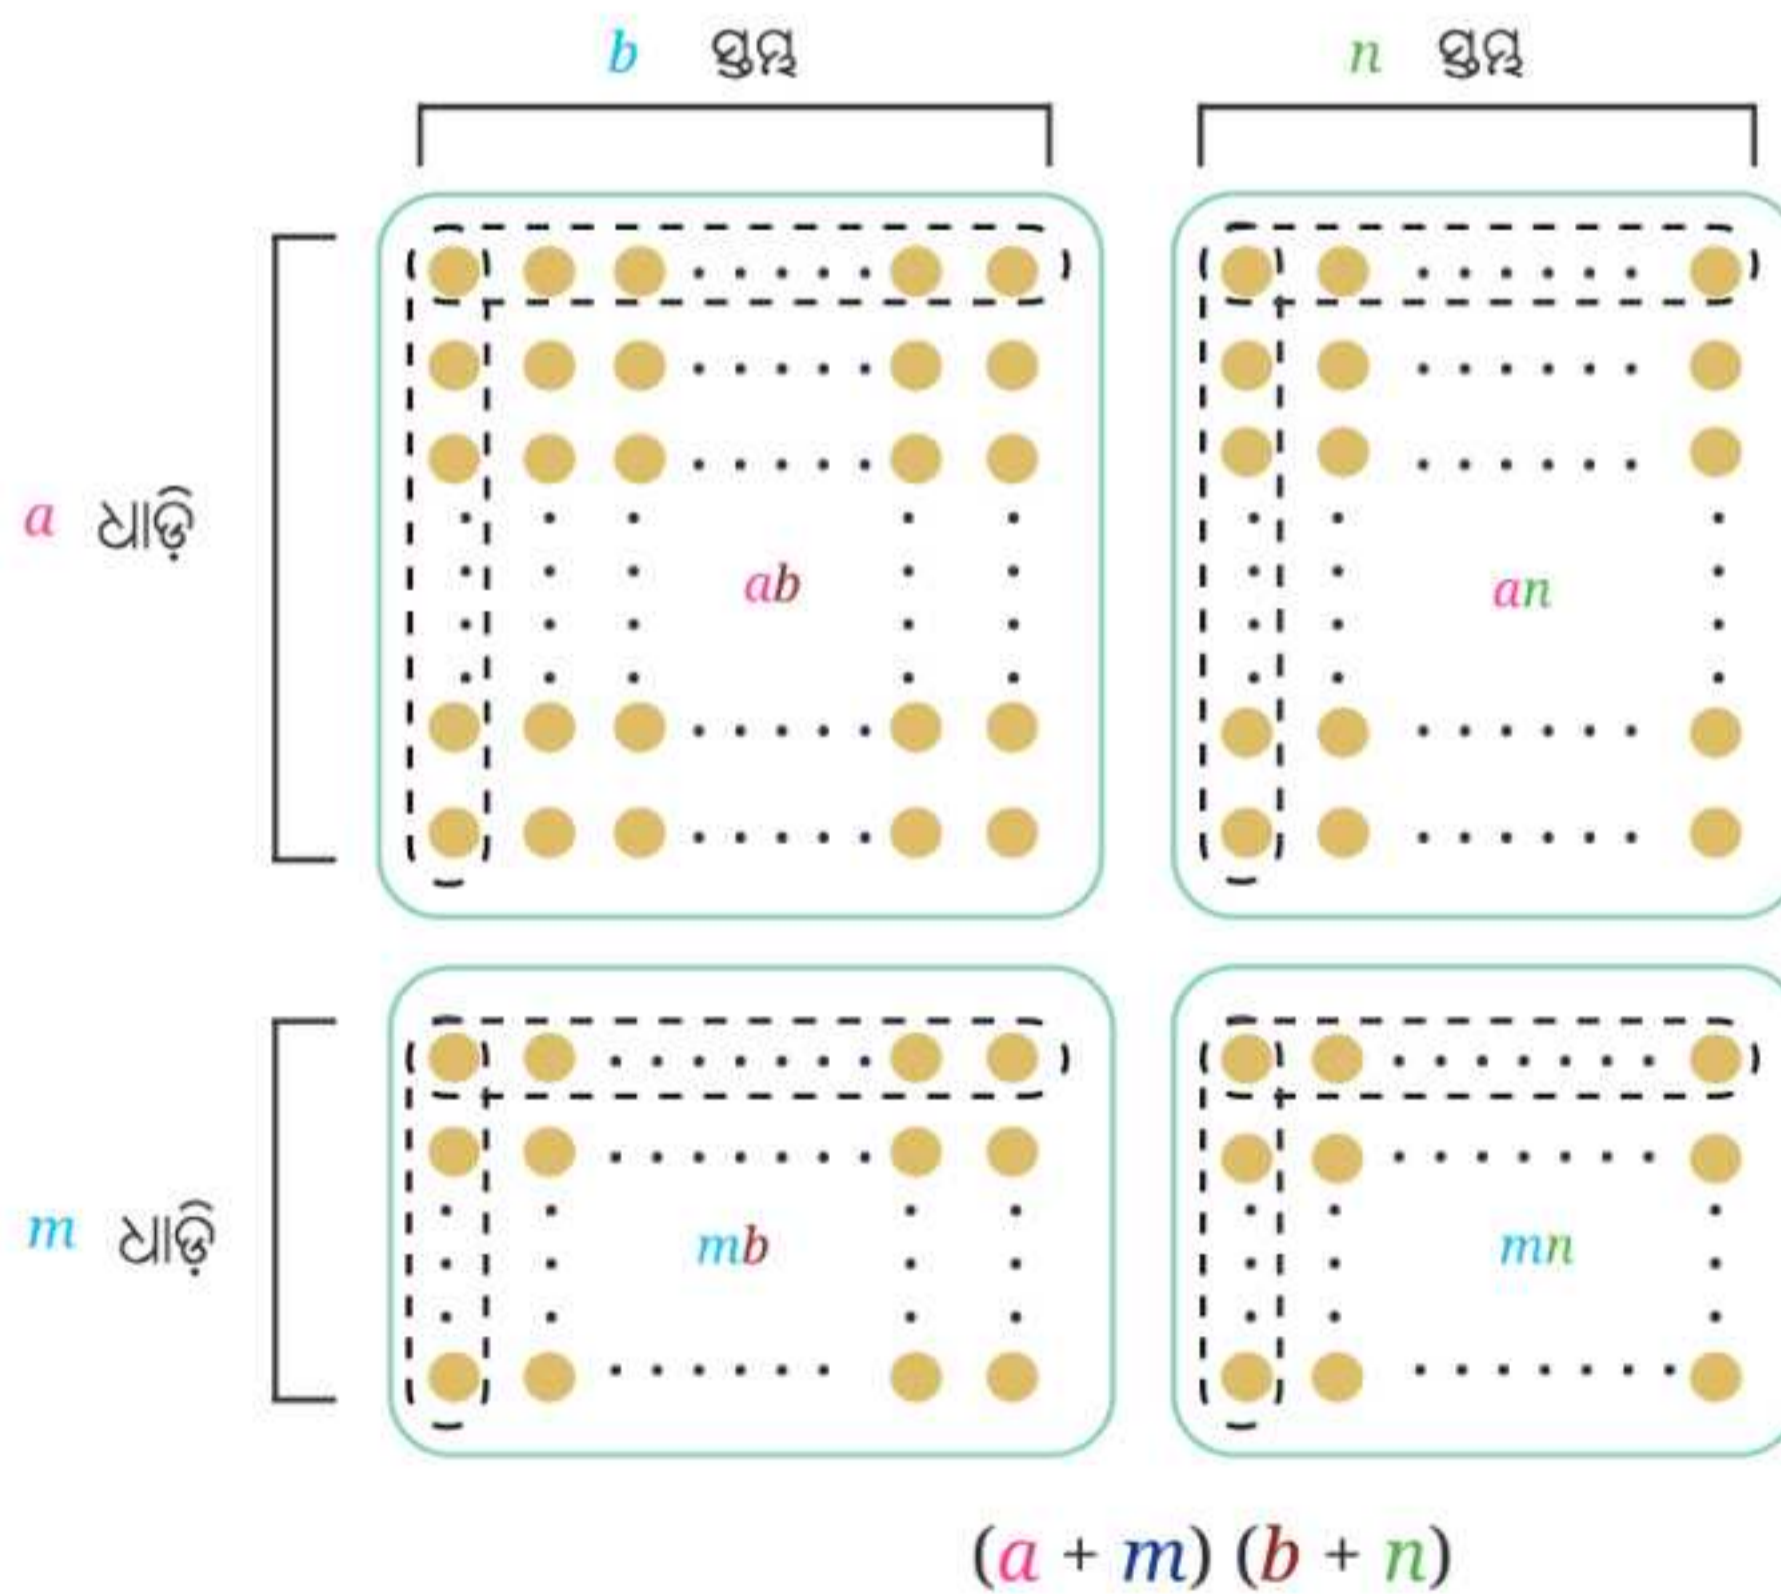 b ସ୍ତମ୍ଭ n ସ୍ତମ୍ଭ
a ଧାଡ଼ି
ab an
m ଧାଡ଼ି
mb mn
(a + m) (b + n)